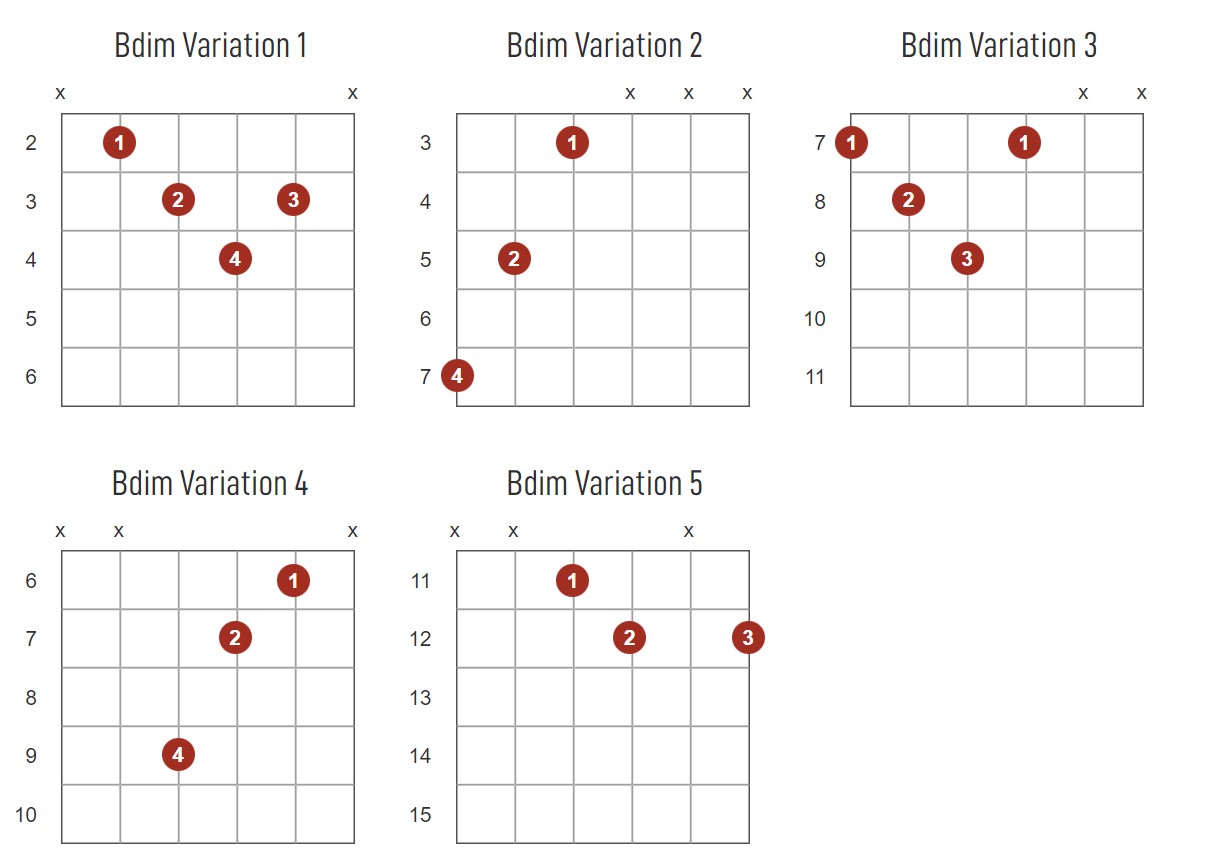 Bdim Variation 1
x x
2 1
3 2 3
4 4
5
6
Bdim Variation 2
x x x
3 1
4
5 2
6
7 4
Bdim Variation 3
x x
7 1 1
8 2
9 3
10
11
Bdim Variation 4
x x x
6 1
7 2
8
9 4
10
Bdim Variation 5
x x x
11 1
12 2 3
13
14
15